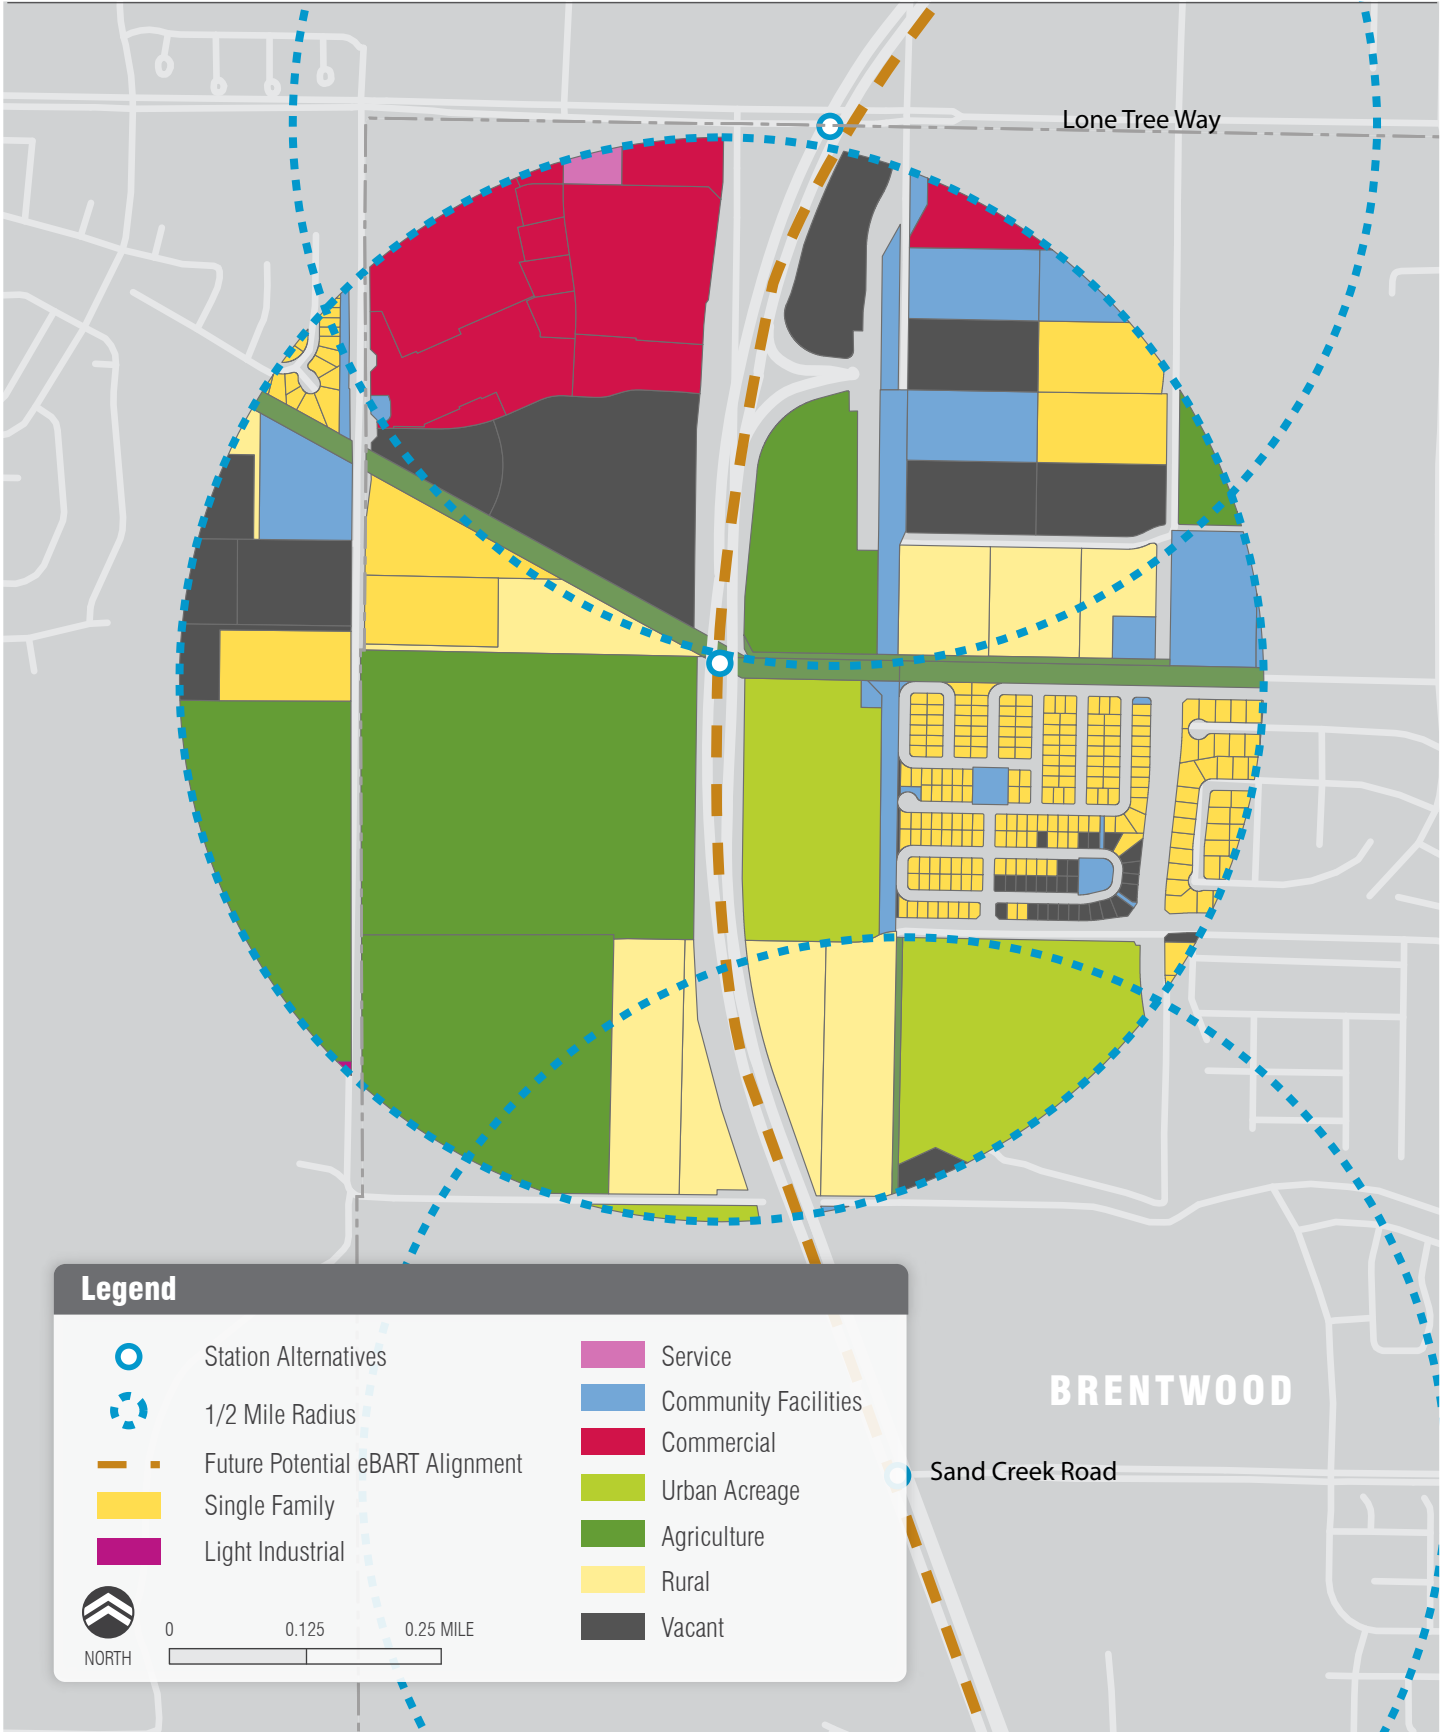 Lone Tree Way
Legend
Station Alternatives
1/2 Mile Radius
Future Potential eBART Alignment
Single Family
Light Industrial
NORTH
0 0.125 0.25 MILE
Service
Community Facilities
Commercial
Urban Acreage
Agriculture
Rural
Vacant
BRENTWOOD
Sand Creek Road